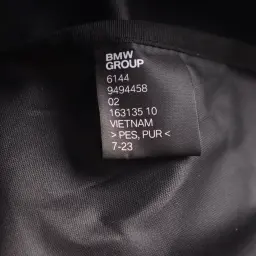 BMW
GROUP
6144
9494458
02
163135 10
VIETNAM
> PES, PUR <
7-23